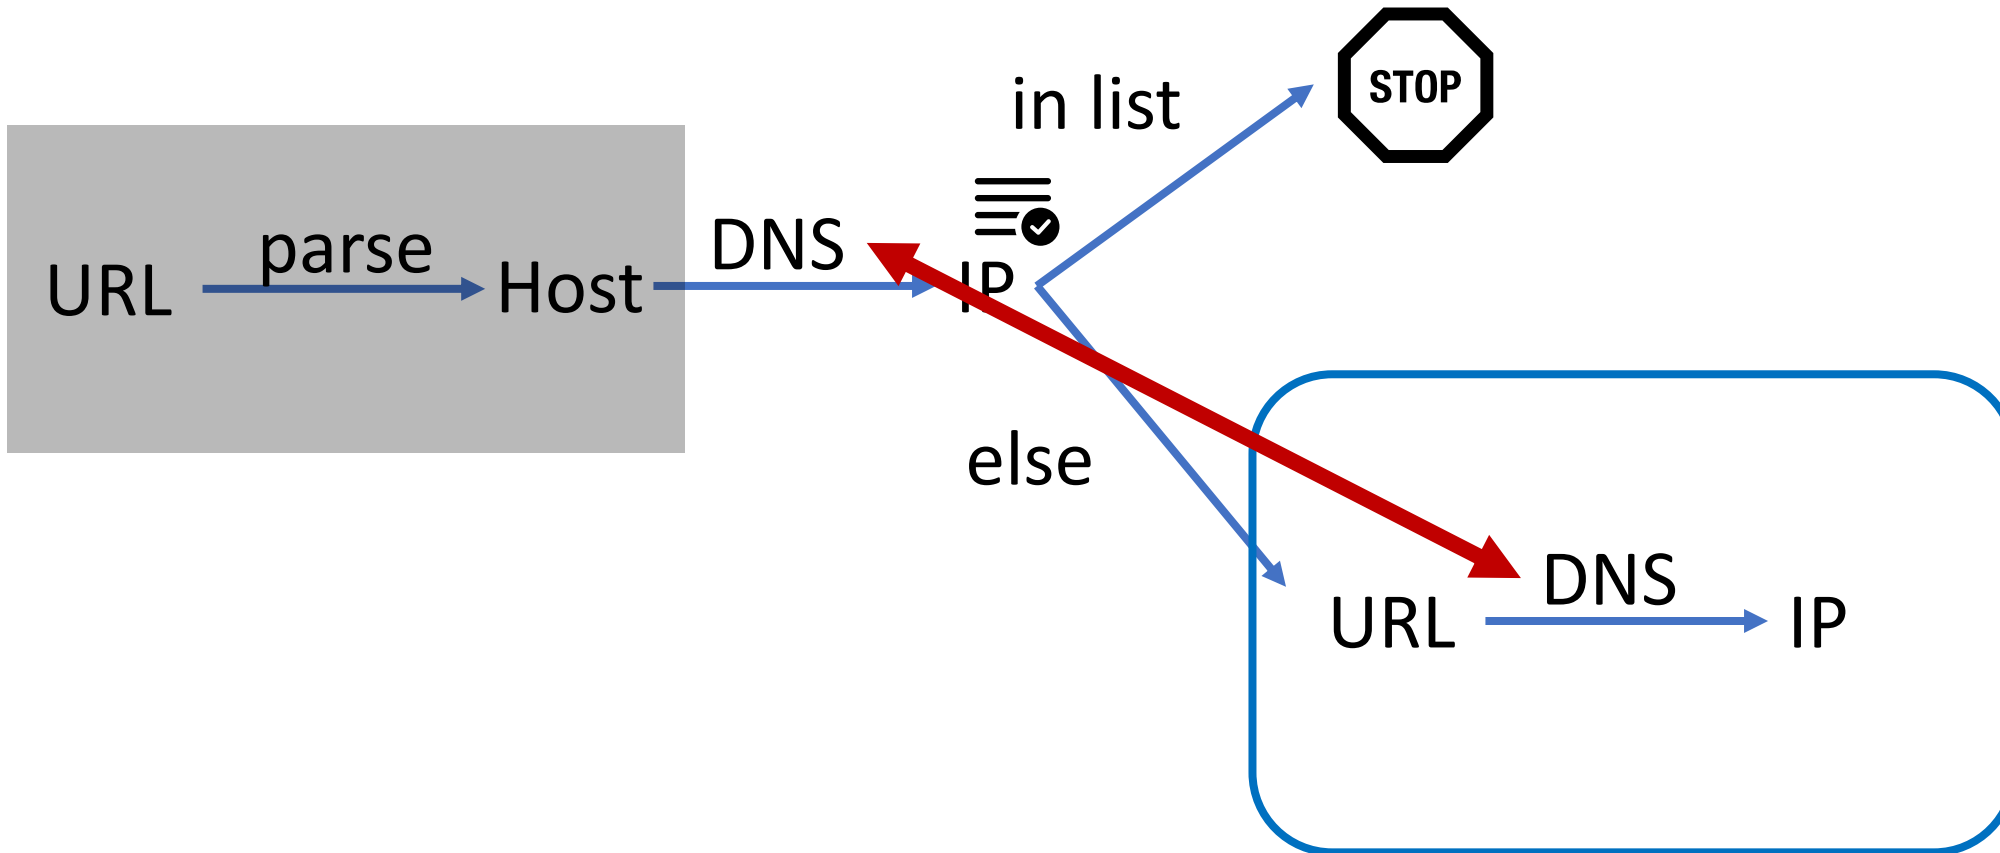 STOP
in list
DNS
parse
URL
Host
IP
else
DNS
URL
IP